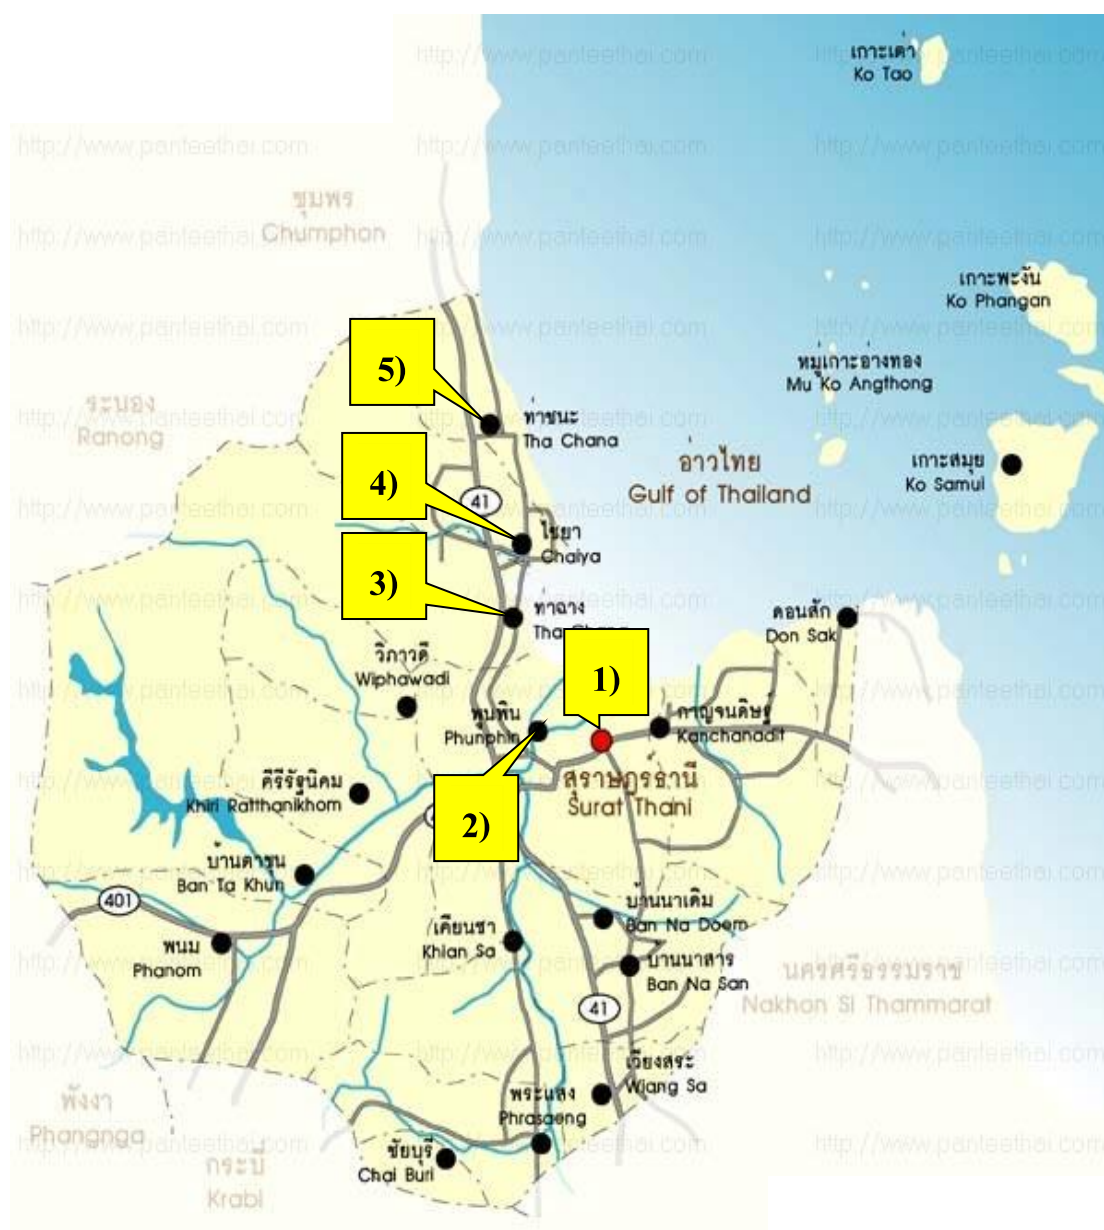 http://www.panteethai.com
เกาะเต่า
Ko Tao
ชุมพร
Chumphon
เกาะพะงัน
Ko Phangan
หมู่เกาะอ่างทอง
Mu Ko Angthong
5)
ระนอง
Ranong
ท่าชนะ
Tha Chana
อ่าวไทย
Gulf of Thailand
เกาะสมุย
Ko Samui
4)
41
ไชยา
Chaiya
3)
ท่าฉาง
ดอนสัก
Don Sak
วิภาวดี
Wiphawadi
1)
พุนพิน
Phunphin
กาญจนดิษฐ์
Kanchanadit
สุราษฎร์ธานี
Surat Thani
คีรีรัฐนิคม
Khiri Ratthanikhom
2)
บ้านตาขุน
Ban Ta Khun
401
พนม
Phanom
เคียนซา
Khian Sa
บ้านนาเดิม
Ban Na Doem
บ้านนาสาร
Ban Na San
นครศรีธรรมราช
Nakhon Si Thammarat
41
เวียงสระ
Wiang Sa
พังงา
Phangnga
พระแสง
Phrasaeng
ชัยบุรี
Chai Buri
กระบี่
Krabi